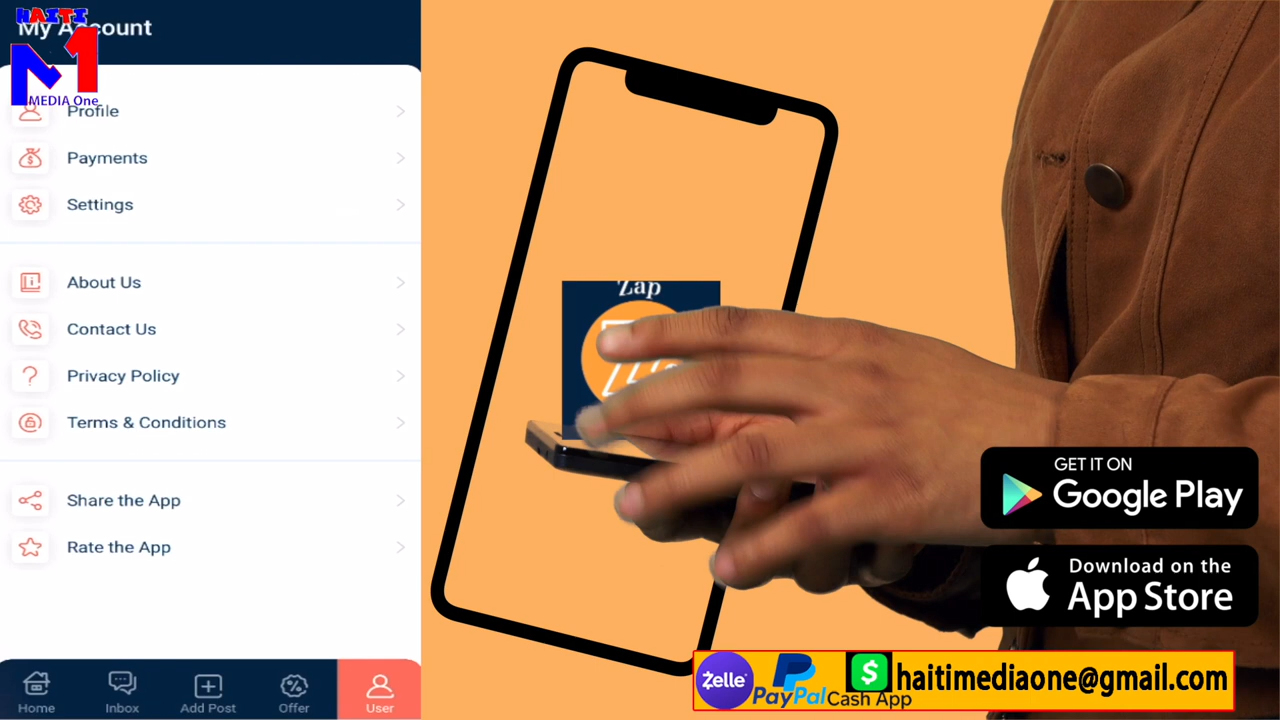 HAITI
My Account
M1
MEDIA One
Profile
Payments
Settings
About Us
Contact Us
Privacy Policy
Terms & Conditions
Share the App
Rate the App
Home
Inbox
Add Post
Offer
User
Zap
GET IT ON
Google Play
Download on the
App Store
Zelle
PayPal
$
Cash App
haitimediaone@gmail.com